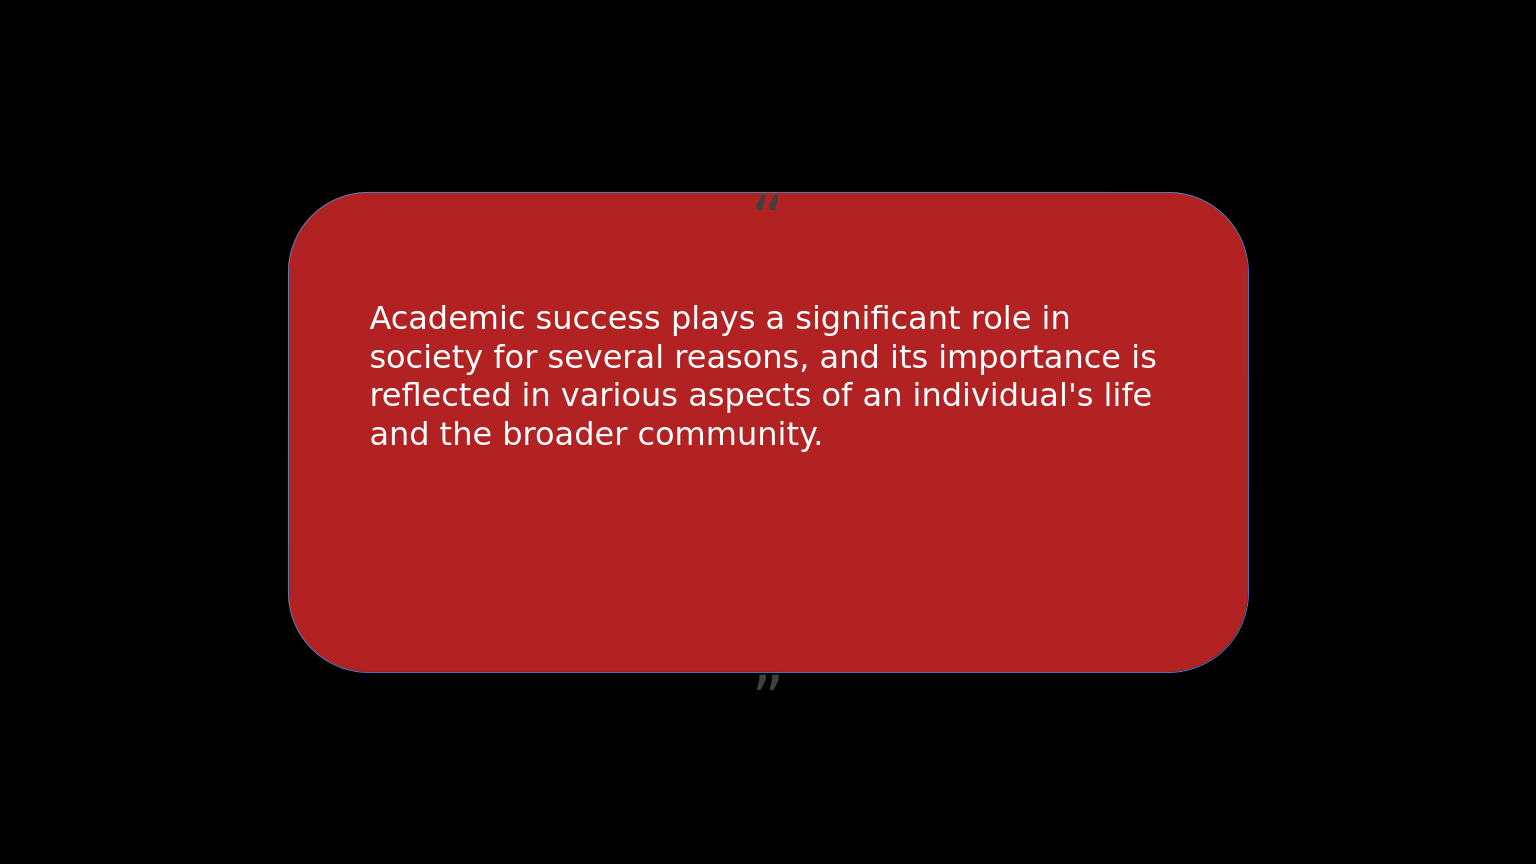 “
Academic success plays a significant role in
society for several reasons, and its importance is
reflected in various aspects of an individual's life
and the broader community.
”